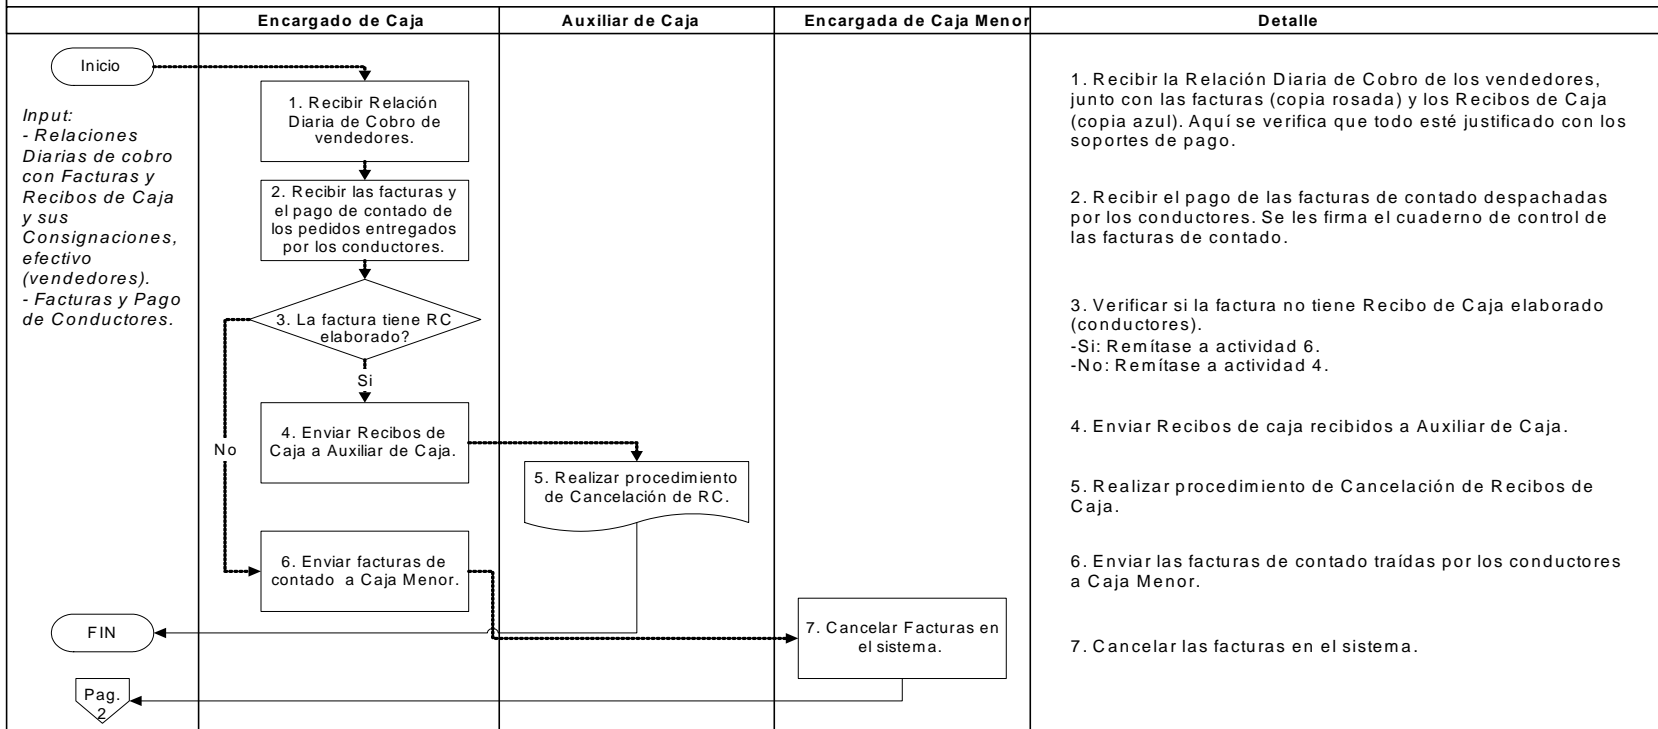 Encargado de Caja
Auxiliar de Caja
Encargada de Caja Menor
Detalle
Inicio
Input:
- Relaciones
Diarias de cobro
con Facturas y
Recibos de Caja
y sus
Consignaciones,
efectivo
(vendedores).
- Facturas y Pago
de Conductores.
1. Recibir Relación
Diaria de Cobro de
vendedores.
2. Recibir las facturas y
el pago de contado de
los pedidos entregados
por los conductores.
3. La factura tiene RC
elaborado?
Si
No
4. Enviar Recibos de
Caja a Auxiliar de Caja.
5. Realizar procedimiento
de Cancelación de RC.
6. Enviar facturas de
contado a Caja Menor.
7. Cancelar Facturas en
el sistema.
FIN
Pag.
2
1. Recibir la Relación Diaria de Cobro de los vendedores,
junto con las facturas (copia rosada) y los Recibos de Caja
(copia azul). Aquí se verifica que todo esté justificado con los
soportes de pago.
2. Recibir el pago de las facturas de contado despachadas
por los conductores. Se les firma el cuaderno de control de
las facturas de contado.
3. Verificar si la factura no tiene Recibo de Caja elaborado
(conductores).
-Si: Remítase a actividad 6.
-No: Remítase a actividad 4.
4. Enviar Recibos de caja recibidos a Auxiliar de Caja.
5. Realizar procedimiento de Cancelación de Recibos de
Caja.
6. Enviar las facturas de contado traídas por los conductores
a Caja Menor.
7. Cancelar las facturas en el sistema.